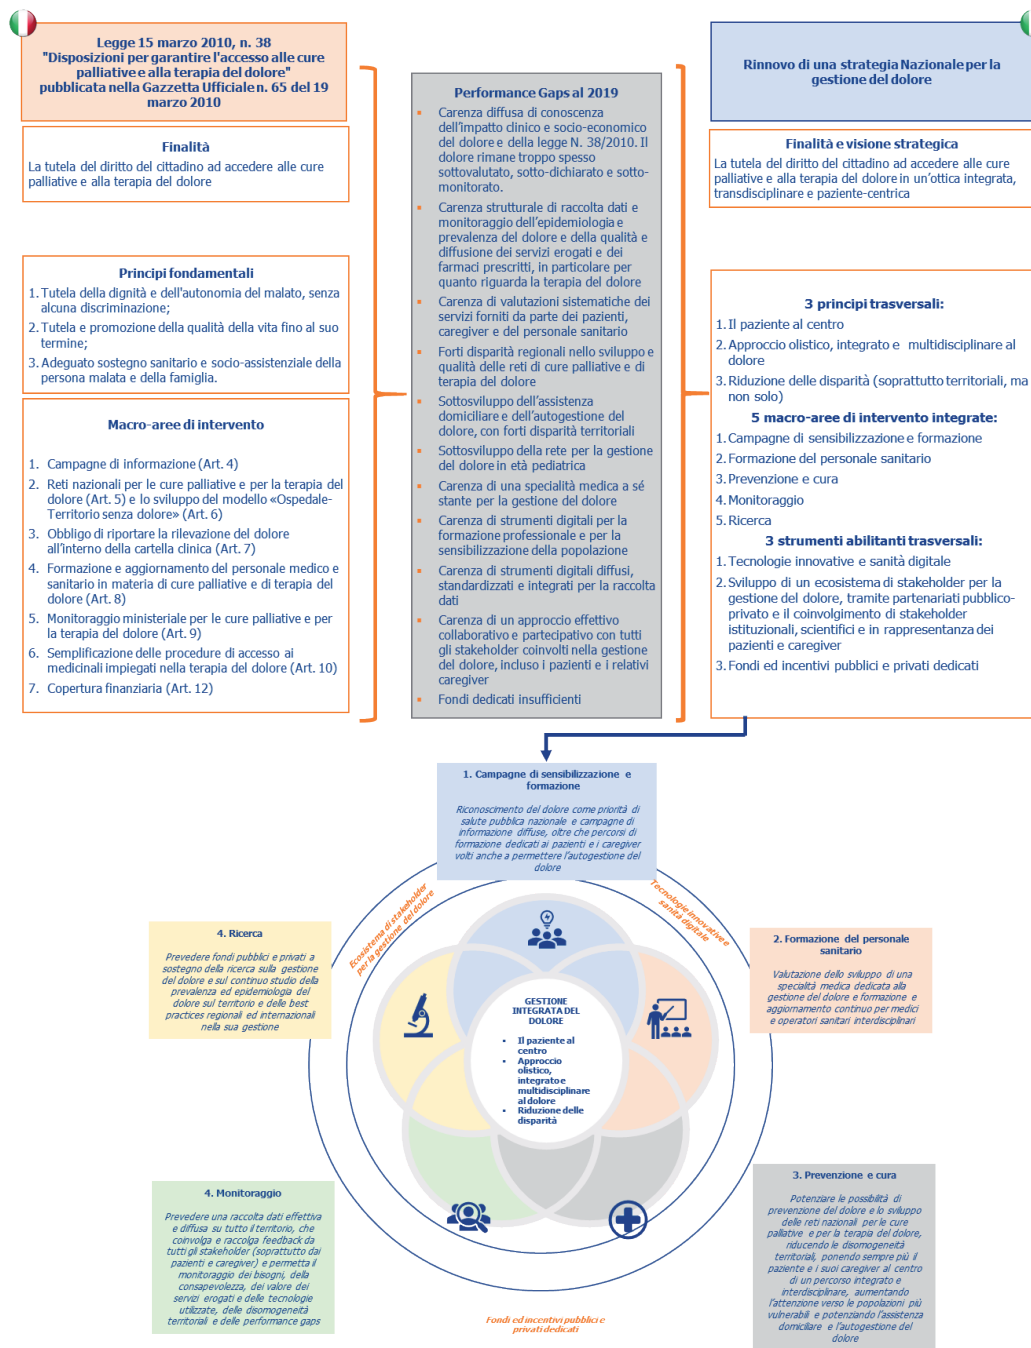 Legge 15 marzo 2010, n. 38
"Disposizioni per garantire l'accesso alle cure
palliative e alla terapia del dolore"
pubblicata nella Gazzetta Ufficiale n. 65 del 19
marzo 2010
Finalità
La tutela del diritto del cittadino ad accedere alle cure
palliative e alla terapia del dolore
Principi fondamentali
1. Tutela della dignità e dell'autonomia del malato, senza
alcuna discriminazione;
2. Tutela e promozione della qualità della vita fino al suo
termine;
3. Adeguato sostegno sanitario e socio-assistenziale della
persona malata e della famiglia.
Macro-aree di intervento
1. Campagne di informazione (Art. 4)
2. Reti nazionali per le cure palliative e per la terapia del
dolore (Art. 5) e lo sviluppo del modello «Ospedale-
Territorio senza dolore» (Art. 6)
3. Obbligo di riportare la rilevazione del dolore
all'interno della cartella clinica (Art. 7)
4. Formazione e aggiornamento del personale medico e
sanitario in materia di cure palliative e di terapia del
dolore (Art. 8)
5. Monitoraggio ministeriale per le cure palliative e per
la terapia del dolore (Art. 9)
6. Semplificazione delle procedure di accesso ai
medicinali impiegati nella terapia del dolore (Art. 10)
7. Copertura finanziaria (Art. 12)
Performance Gaps al 2019
▪ Carenza diffusa di conoscenza
dell'impatto clinico e socio-economico
del dolore e della legge N. 38/2010. Il
dolore rimane troppo spesso
sottovalutato, sotto-dichiarato e sotto-
monitorato.
▪ Carenza strutturale di raccolta dati e
monitoraggio dell'epidemiologia e
prevalenza del dolore e della qualità e
diffusione dei servizi erogati e dei
farmaci prescritti, in particolare per
quanto riguarda la terapia del dolore
▪ Carenza di valutazioni sistematiche dei
servizi forniti da parte dei pazienti,
caregiver e del personale sanitario
▪ Forti disparità regionali nello sviluppo e
qualità delle reti di cure palliative e di
terapia del dolore
▪ Sottosviluppo dell'assistenza
domiciliare e dell'autogestione del
dolore, con forti disparità territoriali
▪ Sottosviluppo della rete per la gestione
del dolore in età pediatrica
▪ Carenza di una specialità medica a sé
stante per la gestione del dolore
▪ Carenza di strumenti digitali per la
formazione professionale e per la
sensibilizzazione della popolazione
▪ Carenza di strumenti digitali diffusi,
standardizzati e integrati per la raccolta
dati
▪ Carenza di un approccio effettivo
collaborativo e partecipativo con tutti
gli stakeholder coinvolti nella gestione
del dolore, incluso i pazienti e i relativi
caregiver
▪ Fondi dedicati insufficienti
Rinnovo di una strategia Nazionale per la
gestione del dolore
Finalità e visione strategica
La tutela del diritto del cittadino ad accedere alle cure
palliative e alla terapia del dolore in un'ottica integrata,
transdisciplinare e paziente-centrica
3 principi trasversali:
1. Il paziente al centro
2. Approccio olistico, integrato e multidisciplinare al
dolore
3. Riduzione delle disparità (soprattutto territoriali, ma
non solo)
5 macro-aree di intervento integrate:
1. Campagne di sensibilizzazione e formazione
2. Formazione del personale sanitario
3. Prevenzione e cura
4. Monitoraggio
5. Ricerca
3 strumenti abilitanti trasversali:
1. Tecnologie innovative e sanità digitale
2. Sviluppo di un ecosistema di stakeholder per la
gestione del dolore, tramite partenariati pubblico-
privato e il coinvolgimento di stakeholder
istituzionali, scientifici e in rappresentanza dei
pazienti e caregiver
3. Fondi ed incentivi pubblici e privati dedicati
1. Campagne di sensibilizzazione e
formazione
Riconoscimento del dolore come priorità di
salute pubblica nazionale e campagne di
informazione diffuse, oltre che percorsi di
formazione dedicati ai pazienti e i caregiver
volti anche a permettere l'autogestione del
dolore
Ecosistema di stakeholder
per la gestione del dolore
Tecnologie innovative e
sanità digitale
4. Ricerca
Prevedere fondi pubblici e privati a
sostegno della ricerca sulla gestione
del dolore e sul continuo studio della
prevalenza ed epidemiologia del
dolore sul territorio e delle best
practices regionali ed internazionali
nella sua gestione
2. Formazione del personale
sanitario
Valutazione dello sviluppo di una
specialità medica dedicata alla
gestione del dolore e formazione e
aggiornamento continuo per medici
e operatori sanitari interdisciplinari
GESTIONE
INTEGRATA DEL
DOLORE
• Il paziente al
centro
• Approccio
olistico,
integrato e
multidisciplinare
al dolore
• Riduzione delle
disparità
4. Monitoraggio
Prevedere una raccolta dati effettiva
e diffusa su tutto il territorio, che
coinvolga e raccolga feedback da
tutti gli stakeholder (soprattutto dai
pazienti e caregiver) e permetta il
monitoraggio dei bisogni, della
consapevolezza, dei valore dei
servizi erogati e delle tecnologie
utilizzate, delle disomogeneità
territoriali e delle performance gaps
3. Prevenzione e cura
Potenziare le possibilità di
prevenzione del dolore e lo sviluppo
delle reti nazionali per le cure
palliative e per la terapia del dolore,
riducendo le disomogeneità
territoriali, ponendo sempre più il
paziente e i suoi caregiver al centro
di un percorso integrato e
interdisciplinare, aumentando
l'attenzione verso le popolazioni più
vulnerabili e potenziando l'assistenza
domiciliare e l'autogestione del
dolore
Fondi ed incentivi pubblici e
privati dedicati